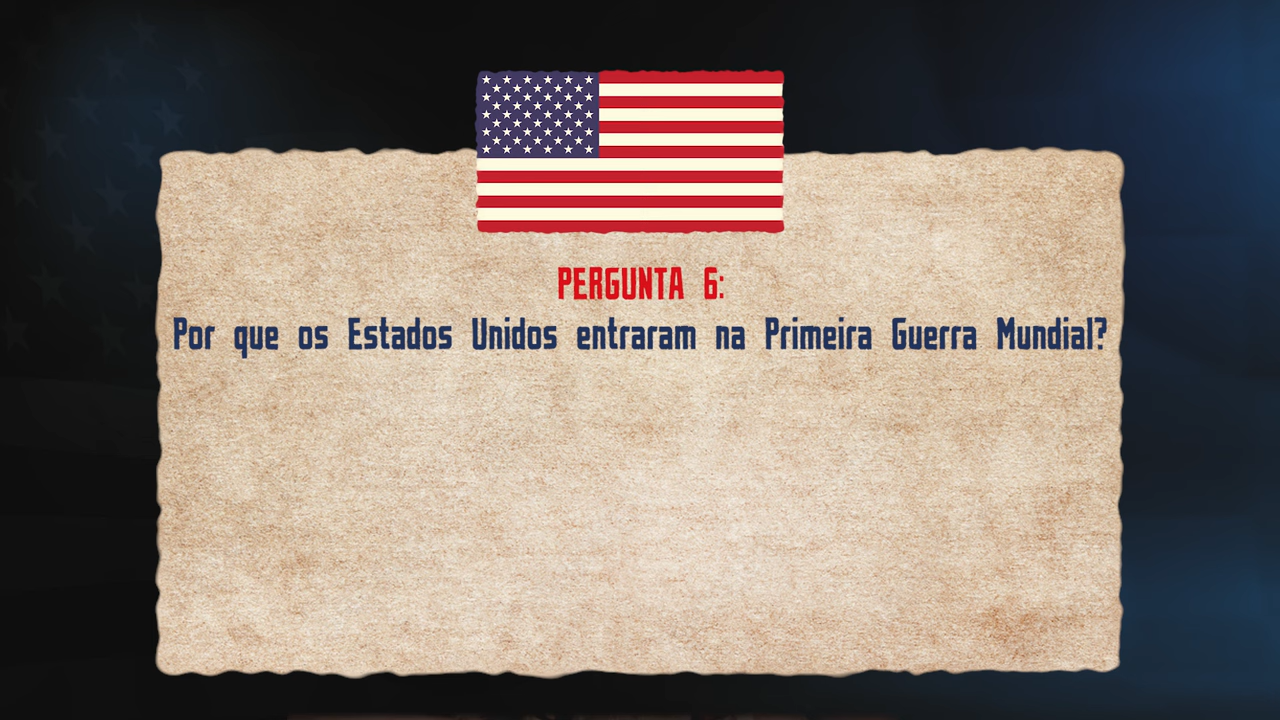 PERGUNTA 6:
Por que os Estados Unidos entraram na Primeira Guerra Mundial?